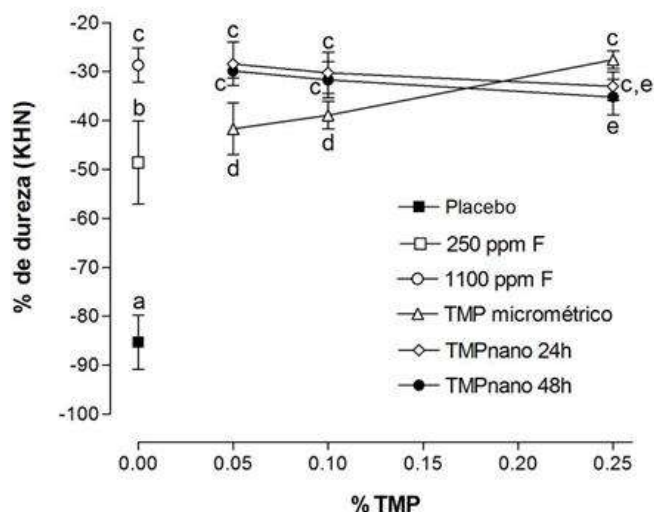 % de dureza (KHN)
-20
-30
-40
-50
-60
-70
-80
-90
-100
c
b
a
c
c
d
c
c
d
c
c,e
e
Placebo
250 ppm F
1100 ppm F
TMP micrométrico
TMPnano 24h
TMPnano 48h
0.00
0.05
0.10
0.15
0.20
0.25
% TMP